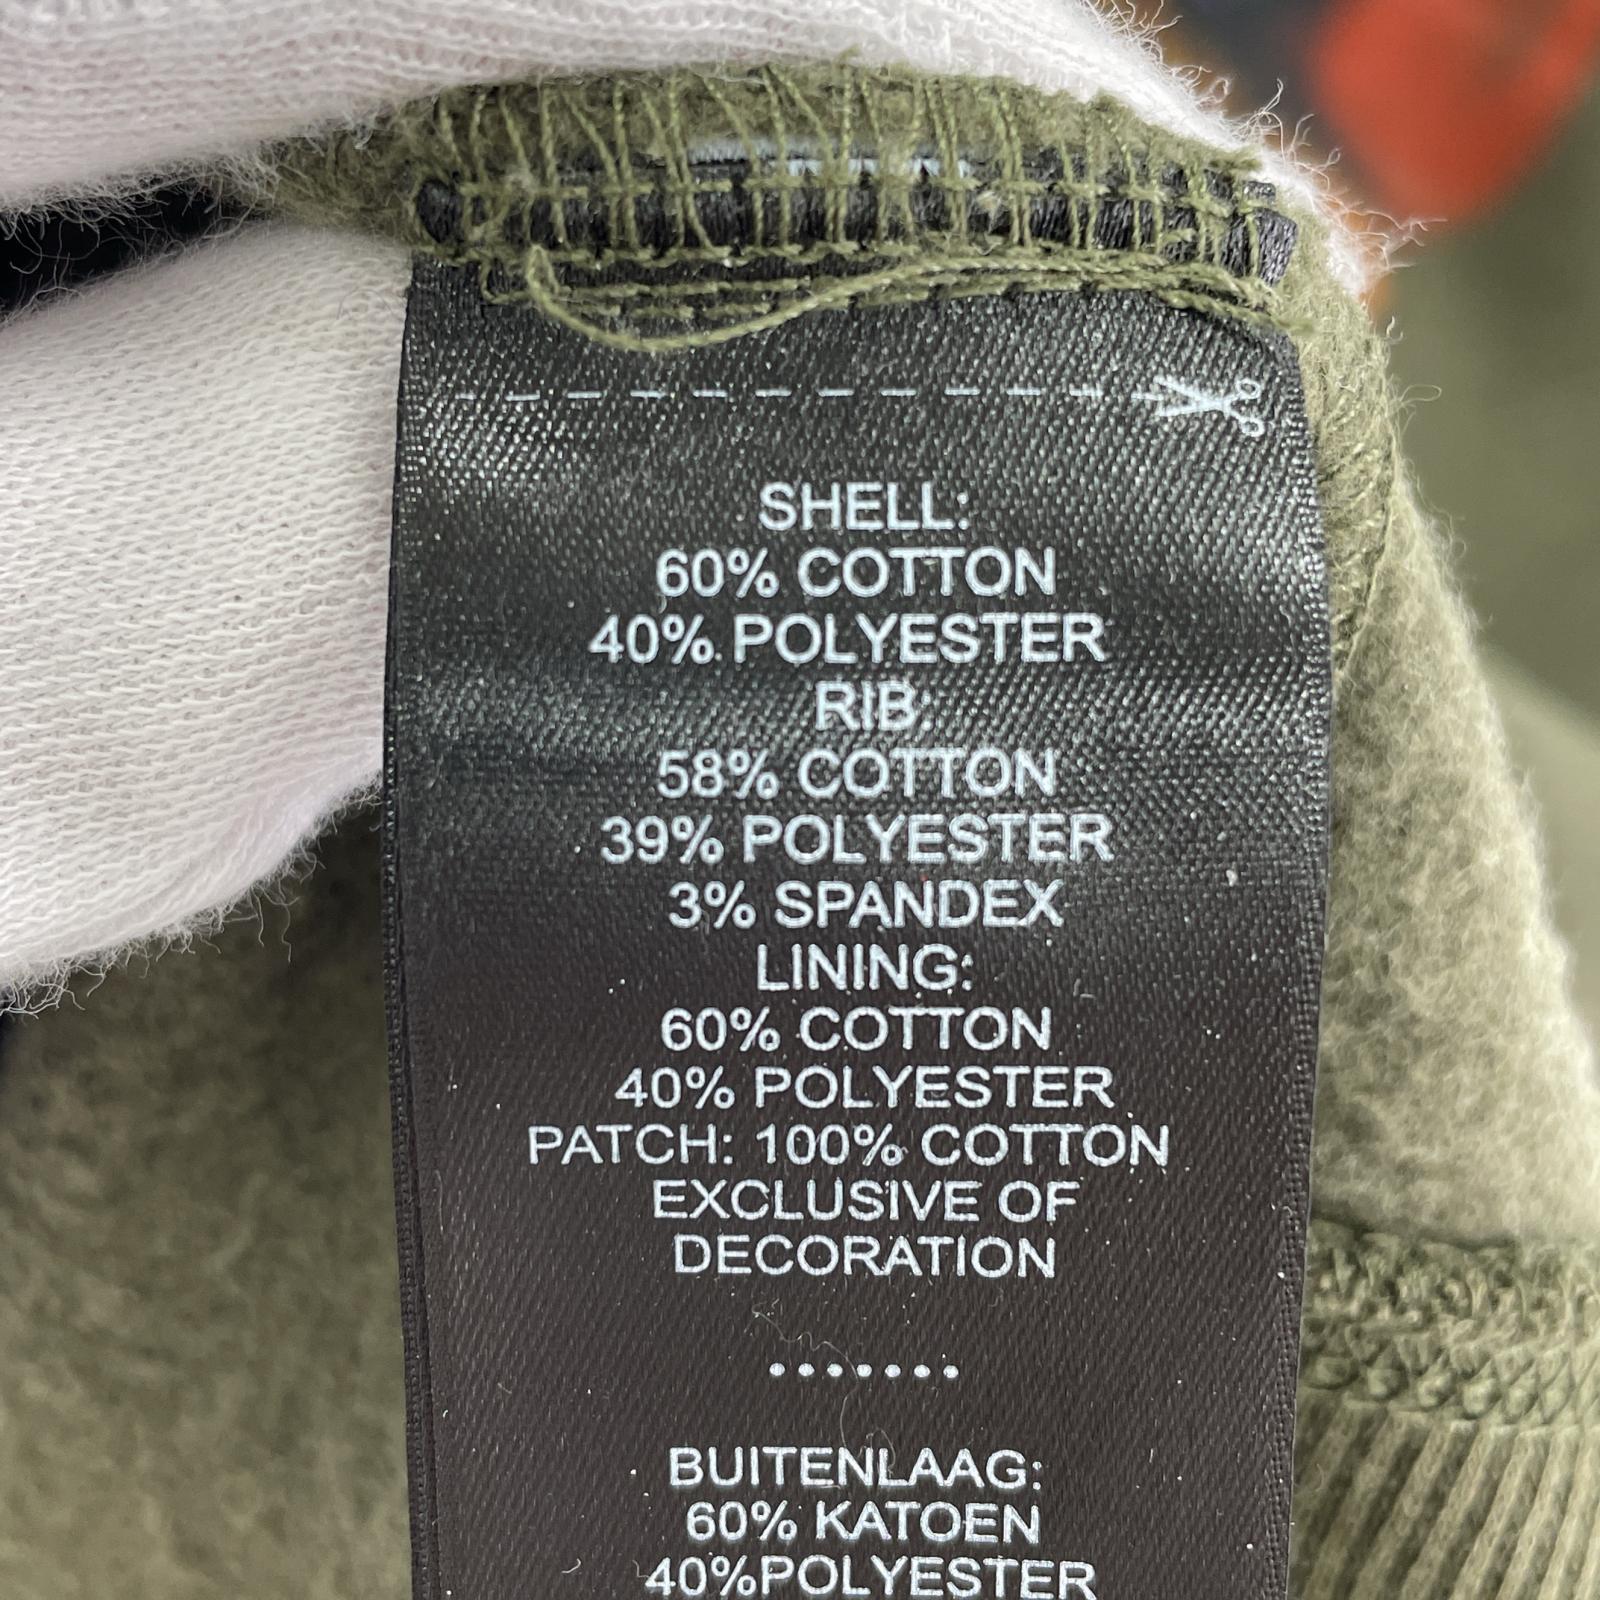 SHELL:
60% COTTON
40% POLYESTER
RIB:
58% COTTON
39% POLYESTER
3% SPANDEX
LINING:
60% COTTON
40% POLYESTER
PATCH: 100% COTTON
EXCLUSIVE OF
DECORATION
.......
BUITENLAAG:
60% KATOEN
40%POLYESTER